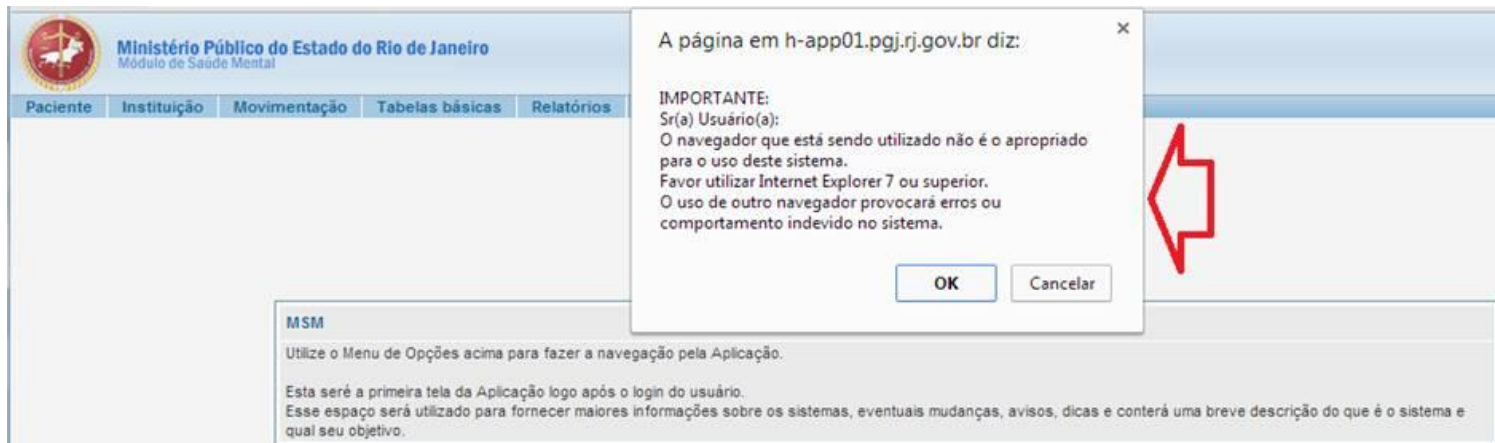 Ministério Público do Estado do Rio de Janeiro
Módulo de Saúde Mental
Paciente Instituição Movimentação Tabelas básicas Relatórios
A página em h-app01.pgj.rj.gov.br diz:
×
IMPORTANTE:
Sr(a) Usuário(a):
O navegador que está sendo utilizado não é o apropriado
para o uso deste sistema.
Favor utilizar Internet Explorer 7 ou superior.
O uso de outro navegador provocará erros ou
comportamento indevido no sistema.
OK Cancelar
MSM
Utilize o Menu de Opções acima para fazer a navegação pela Aplicação.
Esta seré a primeira tela da Aplicação logo após o login do usuário.
Esse espaço será utilizado para fornecer maiores informações sobre os sistemas, eventuais mudanças, avisos, dicas e conterá uma breve descrição do que é o sistema e
qual seu objetivo.